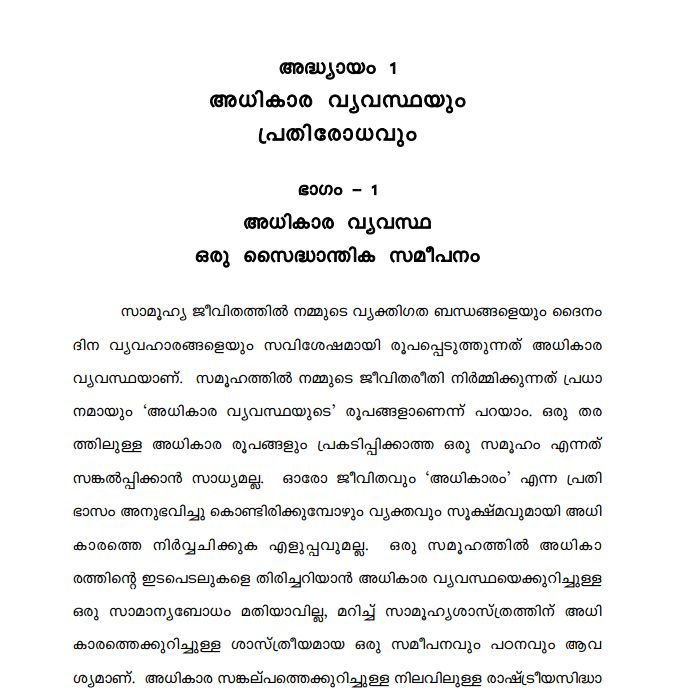 അദ്ധ്യായം 1
അധികാര വ്യവസ്ഥയും
പ്രതിരോധവും
ഭാഗം – 1
അധികാര വ്യവസ്ഥ
ഒരു സൈദ്ധാന്തിക സമീപനം
സാമൂഹ്യ ജീവിതത്തിൽ നമ്മുടെ വ്യക്തിഗത ബന്ധങ്ങളെയും ദൈനം
ദിന വ്യവഹാരങ്ങളെയും സവിശേഷമായി രൂപപ്പെടുത്തുന്നത് അധികാര
വ്യവസ്ഥയാണ്. സമൂഹത്തിൽ നമ്മുടെ ജീവിതരീതി നിർമ്മിക്കുന്നത് പ്രധാ
നമായും ‘അധികാര വ്യവസ്ഥയുടെ’ രൂപങ്ങളാണെന്ന് പറയാം. ഒരു തര
ത്തിലുള്ള അധികാര രൂപങ്ങളും പ്രകടിപ്പിക്കാത്ത ഒരു സമൂഹം എന്നത്
സങ്കൽപ്പിക്കാൻ സാധ്യമല്ല. ഓരോ ജീവിതവും ‘അധികാരം’ എന്ന പ്രതി
ഭാസം അനുഭവിച്ചു കൊണ്ടിരിക്കുമ്പോഴും വ്യക്തവും സൂക്ഷ്മവുമായി അധി
കാരത്തെ നിർവ്വചിക്കുക എളുപ്പവുമല്ല. ഒരു സമൂഹത്തിൽ അധികാ
രത്തിന്റെ ഇടപെടലുകളെ തിരിച്ചറിയാൻ അധികാര വ്യവസ്ഥയെക്കുറിച്ചുള്ള
ഒരു സാമാന്യബോധം മതിയാവില്ല, മറിച്ച് സാമൂഹ്യശാസ്ത്രത്തിന് അധി
കാരത്തെക്കുറിച്ചുള്ള ശാസ്ത്രീയമായ ഒരു സമീപനവും പഠനവും ആവ
ശ്യമാണ്. അധികാര സങ്കല്പത്തെക്കുറിച്ചുള്ള നിലവിലുള്ള രാഷ്ട്രീയസിദ്ധാ